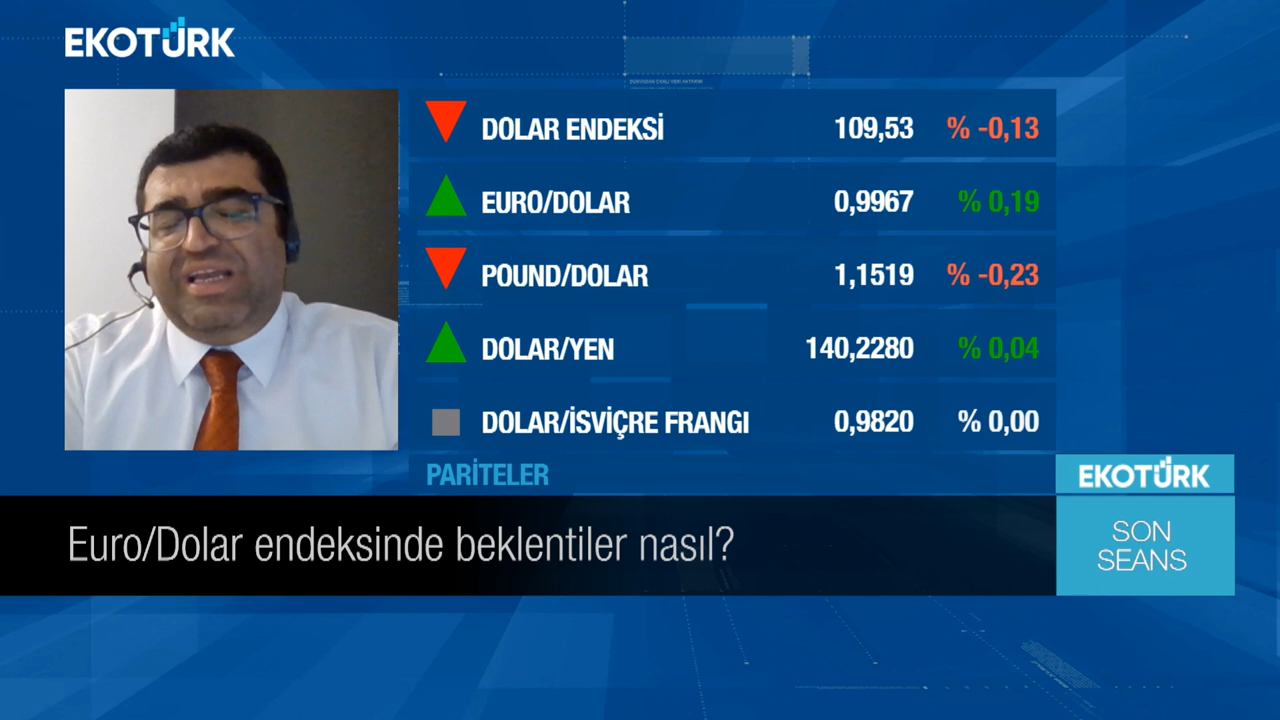 EKOTÜRK
DOLAR ENDEKSİ 109,53 % -0,13
EURO/DOLAR 0,9967 % 0,19
POUND/DOLAR 1,1519 % -0,23
DOLAR/YEN 140,2280 % 0,04
DOLAR/İSVİÇRE FRANGI 0,9820 % 0,00
PARİTELER
EKOTÜRK
Euro/Dolar endeksinde beklentiler nasıl?
SON
SEANS